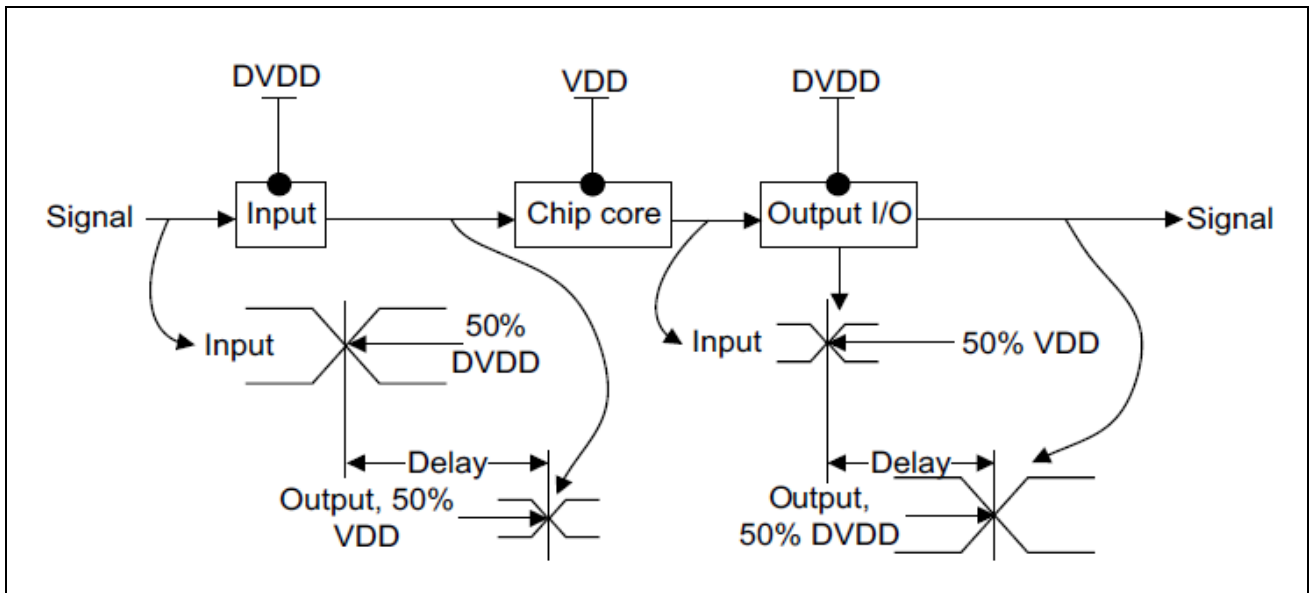 DVDD
VDD
DVDD
Signal
Input
Chip core
Output I/O
Signal
Input
50%
DVDD
Input
50% VDD
Delay
Output, 50%
VDD
Delay
Output,
50% DVDD